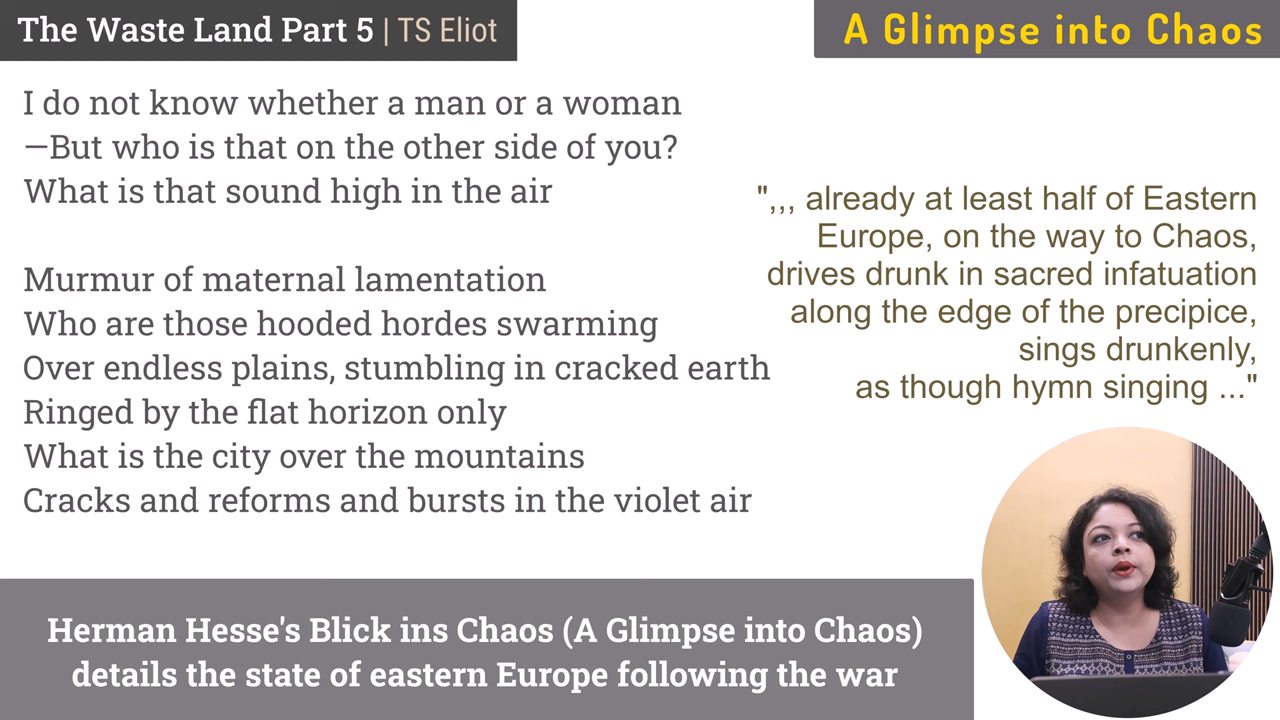 The Waste Land Part 5 | TS Eliot
A Glimpse into Chaos
I do not know whether a man or a woman
—But who is that on the other side of you?
What is that sound high in the air
Murmur of maternal lamentation
Who are those hooded hordes swarming
Over endless plains, stumbling in cracked earth
Ringed by the flat horizon only
What is the city over the mountains
Cracks and reforms and bursts in the violet air
",,, already at least half of Eastern
Europe, on the way to Chaos,
drives drunk in sacred infatuation
along the edge of the precipice,
sings drunkenly,
as though hymn singing ..."
Herman Hesse's Blick ins Chaos (A Glimpse into Chaos)
details the state of eastern Europe following the war